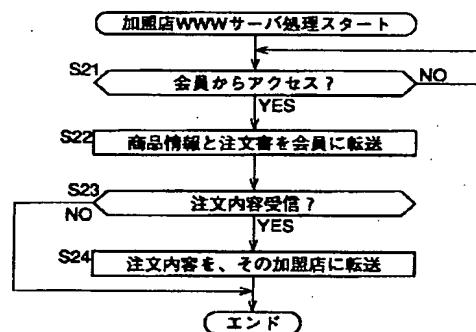 加盟店WWWサーバ処理スタート
S21
会員からアクセス?
NO
YES
S22
商品情報と注文書を会員に転送
S23
注文内容受信?
NO
YES
S24
注文内容を、その加盟店に転送
エンド